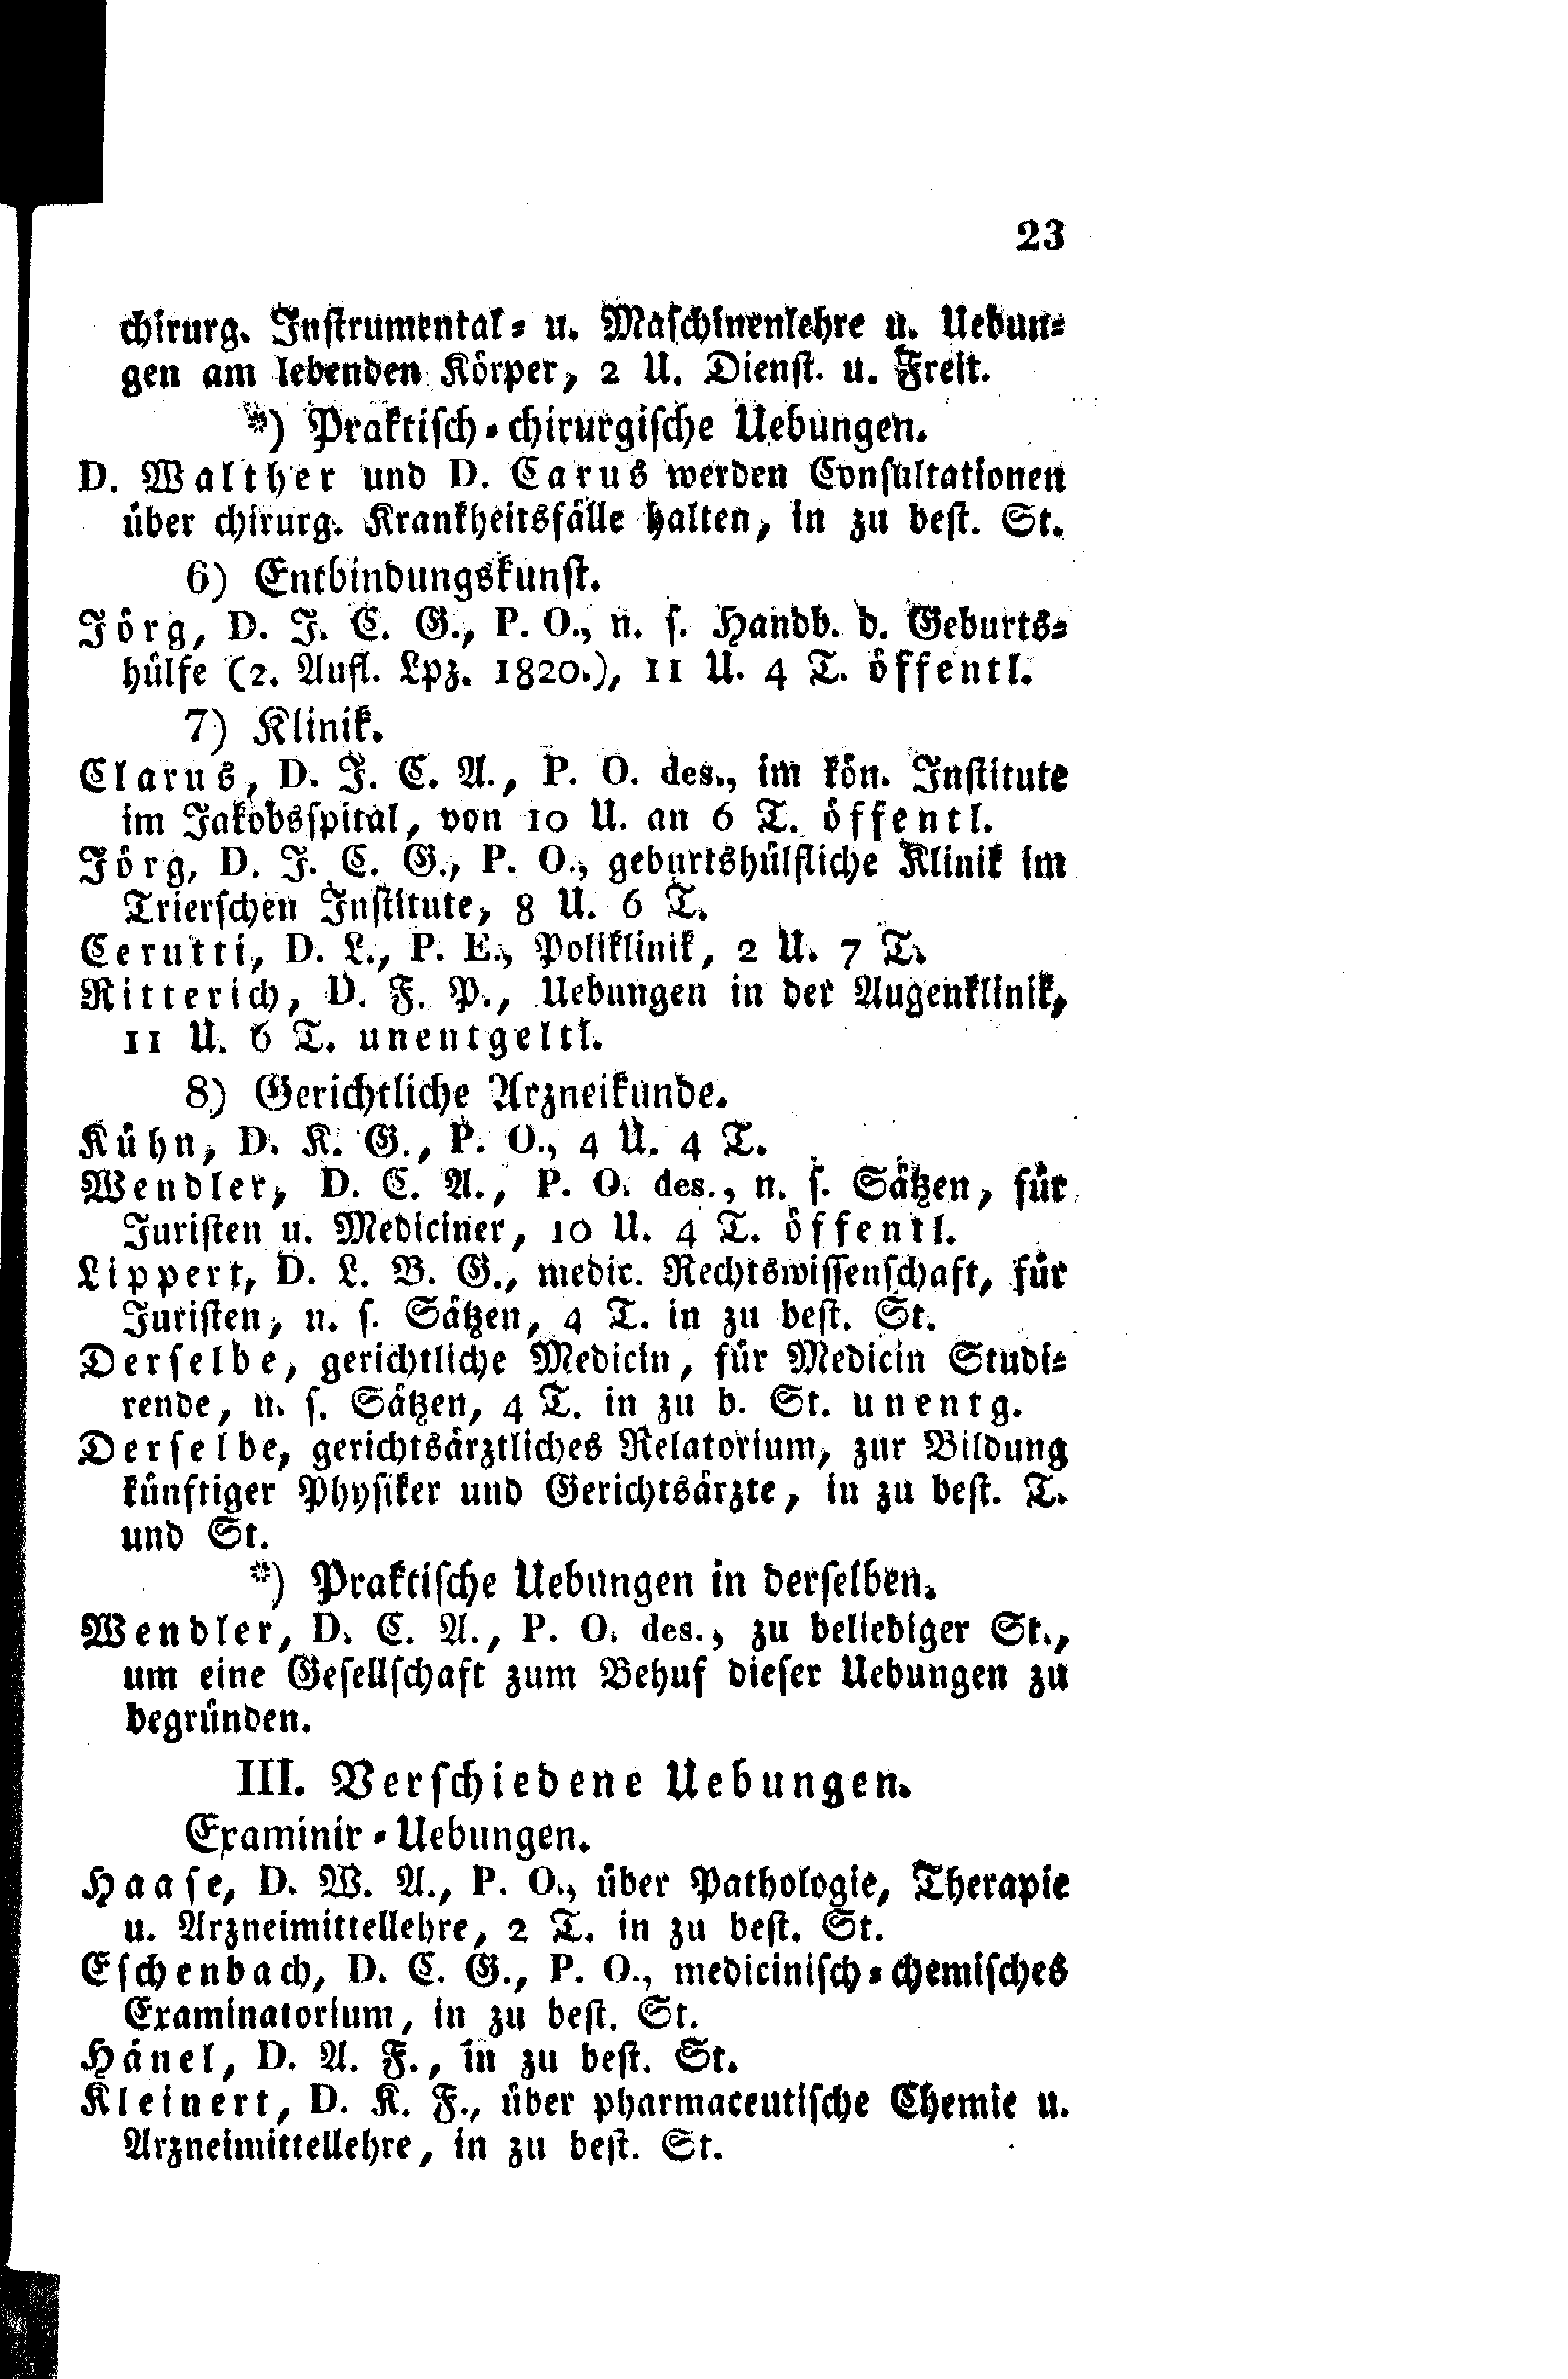 23
chirurg. Instrumental- u. Maschinenlehre u. Uebun-
gen am lebenden Körper, 2 U. Dienst. u. Freit.
*) Praktisch-chirurgische Uebungen.
D. Walther und D. Carus werden Consultationen
über chirurg. Krankheitsfälle halten, in zu best. St.
6) Entbindungskunst.
Jörg, D. J. C. G., P. O., n. s. Handb. d. Geburts-
hülfe (2. Aufl. Lpz. 1820.), 11 U. 4 T. öffentl.
7) Klinik.
Clarus, D. J. C. A., P. O. des., im kön. Institute
im Jakobsspital, von 10 U. an 6 T. öffentl.
Jörg, D. J. C. G., P. O., geburtshülfliche Klinik im
Trierschen Institute, 8 U. 6 T.
Cerutti, D. L., P. E., Poliklinik, 2 U. 7 T.
Ritterich, D. F. P., Uebungen in der Augenklinik,
11 U. 6 T. unentgeltl.
8) Gerichtliche Arzneikunde.
Kühn, D. K. G., P. O., 4 U. 4 T.
Wendler, D. C. A., P. O. des., n. s. Sätzen, für
Juristen u. Mediciner, 10 U. 4 T. öffentl.
Lippert, D. L. B. G., medic. Rechtswissenschaft, für
Juristen, n. s. Sätzen, 4 T. in zu best. St.
Derselbe, gerichtliche Medicin, für Medicin Studi-
rende, n. s. Sätzen, 4 T. in zu b. St. unentg.
Derselbe, gerichtsärztliches Relatorium, zur Bildung
künftiger Physiker und Gerichtsärzte, in zu best. T.
und St.
*) Praktische Uebungen in derselben.
Wendler, D. C. A., P. O. des., zu beliebiger St.,
um eine Gesellschaft zum Behuf dieser Uebungen zu
begründen.
III. Verschiedene Uebungen.
Examinir-Uebungen.
Haase, D. W. A., P. O., über Pathologie, Therapie
u. Arzneimittellehre, 2 T. in zu best. St.
Eschenbach, D. C. G., P. O., medicinisch-chemisches
Examinatorium, in zu best. St.
Hänel, D. A. F., in zu best. St.
Kleinert, D. K. F., über pharmaceutische Chemie u.
Arzneimittellehre, in zu best. St.